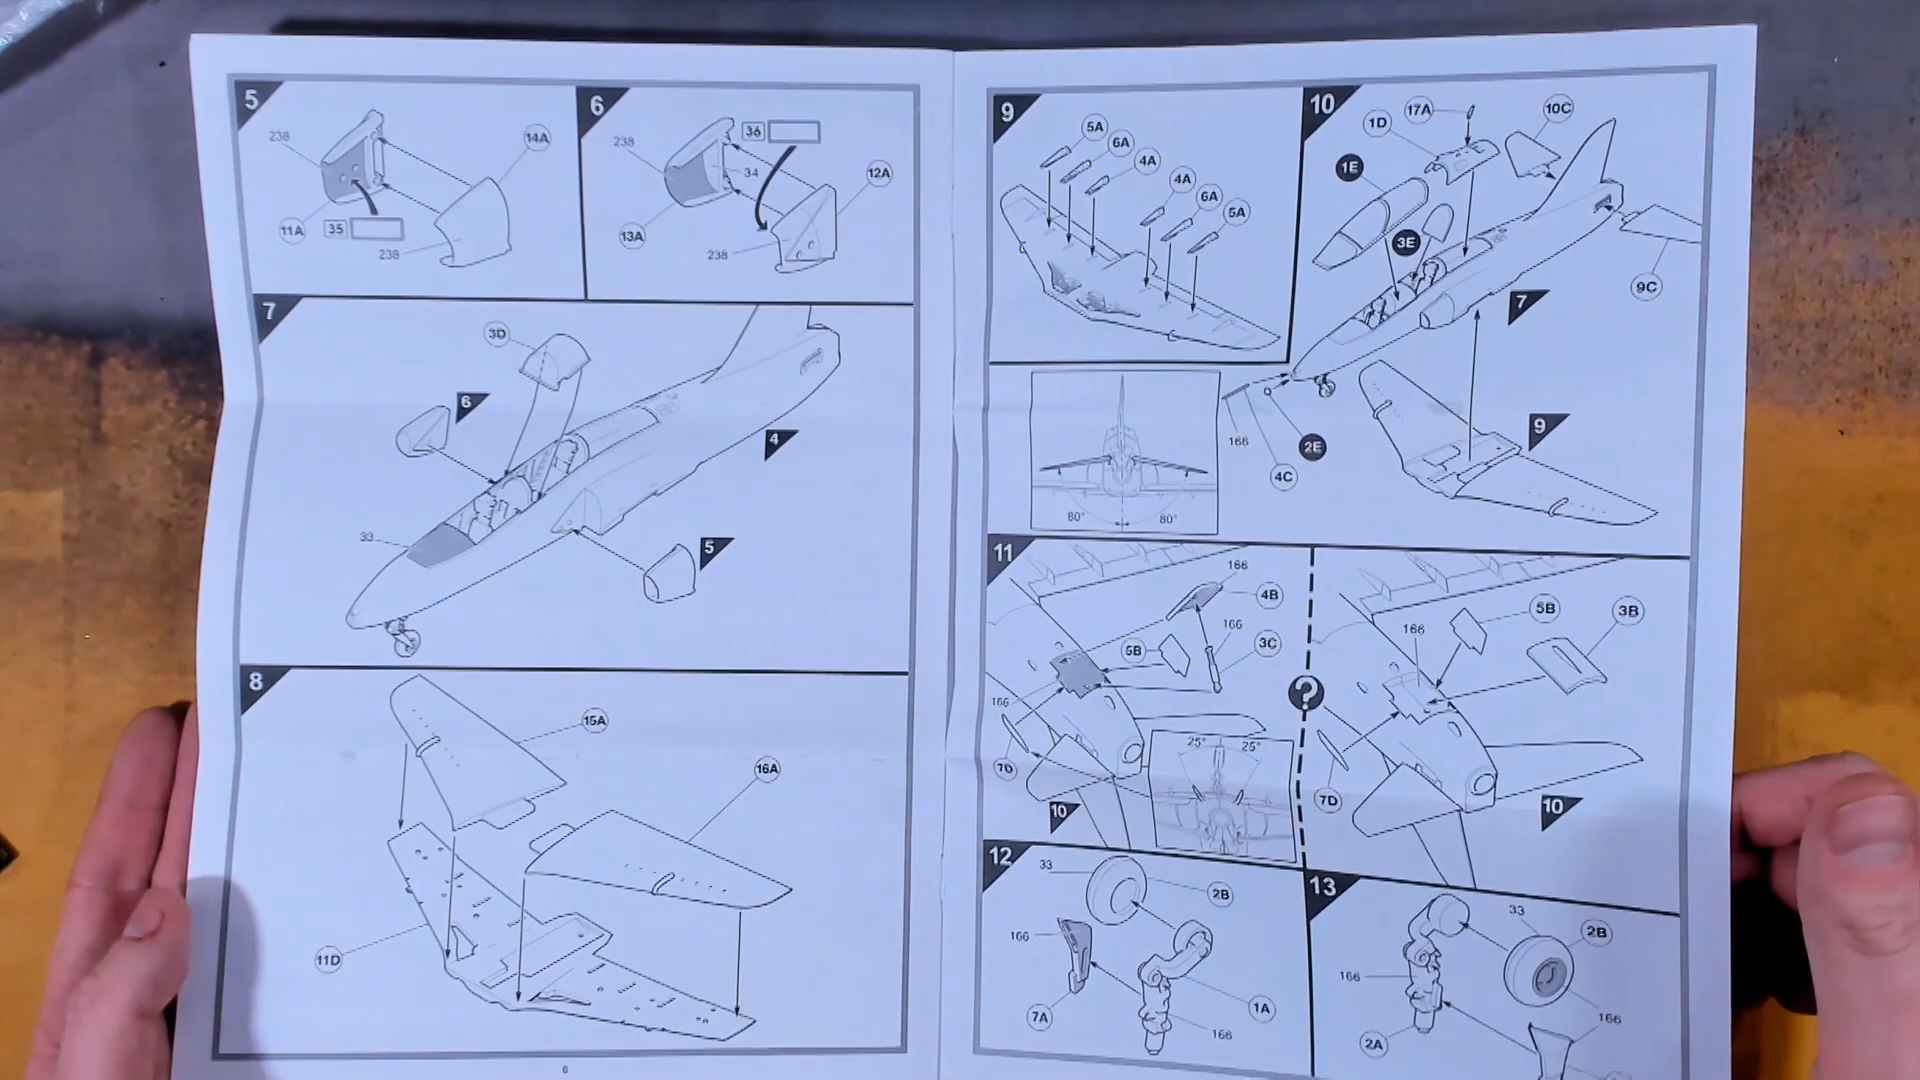 5
238
14A
11A
35
238
6
238
36
34
12A
13A
238
7
3D
6
4
33
5
8
15A
16A
11D
6
9
5A
6A
4A
4A
6A
5A
10
17A
10C
1D
1E
3E
9C
7
166
4C
2E
9
80°
80°
11
166
4B
166
5B
3C
166
7D
10
25°
25°
?
5B
3B
166
7D
10
12
33
2B
166
7A
1A
166
13
33
2B
166
2A
166